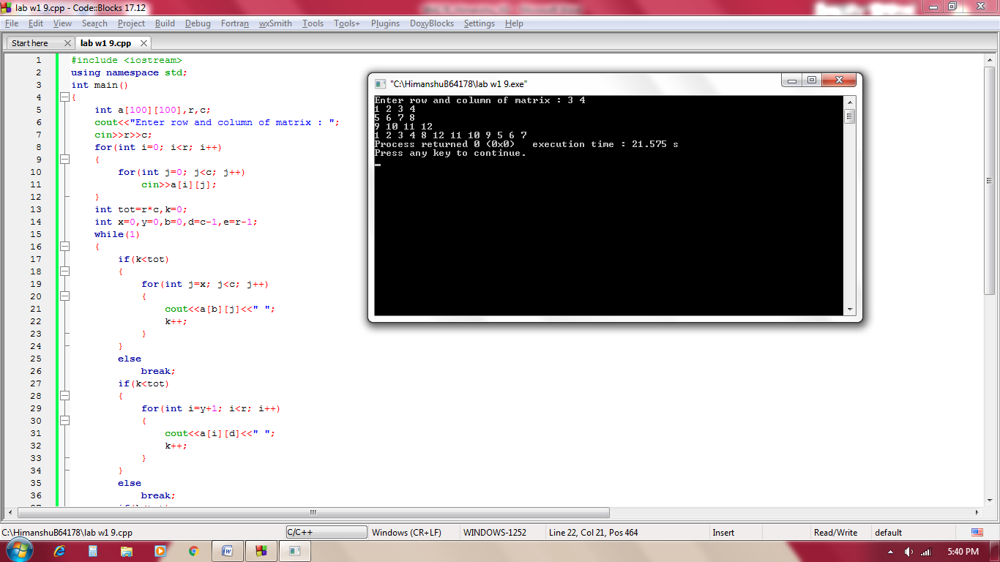 lab w1 9.cpp - Code::Blocks 17.12
File Edit View Search Project Build Debug Fortran wxSmith Tools Tools+ Plugins DoxyBlocks Settings Help
Start here lab w1 9.cpp
1 #include <iostream>
2 using namespace std;
3 int main()
4 {
5 int a[100][100],r,c;
6 cout<<"Enter row and column of matrix : ";
7 cin>>r>>c;
8 for(int i=0; i<r; i++)
9 {
10 for(int j=0; j<c; j++)
11 cin>>a[i][j];
12 }
13 int tot=r*c,k=0;
14 int x=0,y=0,b=0,d=c-1,e=r-1;
15 while(1)
16 {
17 if(k<tot)
18 {
19 for(int j=x; j<c; j++)
20 {
21 cout<<a[b][j]<<" ";
22 k++;
23 }
24 }
25 else
26 break;
27 if(k<tot)
28 {
29 for(int i=y+1; i<r; i++)
30 {
31 cout<<a[i][d]<<" ";
32 k++;
33 }
34 }
35 else
36 break;
"C:\HimanshuB64178\lab w1 9.exe"
Enter row and column of matrix : 3 4
1 2 3 4
5 6 7 8
9 10 11 12
1 2 3 4 8 12 11 10 9 5 6 7
Process returned 0 (0x0)   execution time : 21.575 s
Press any key to continue.
C:\HimanshuB64178\lab w1 9.cpp C/C++ Windows (CR+LF) WINDOWS-1252 Line 22, Col 21, Pos 464 Insert Read/Write default
5:40 PM